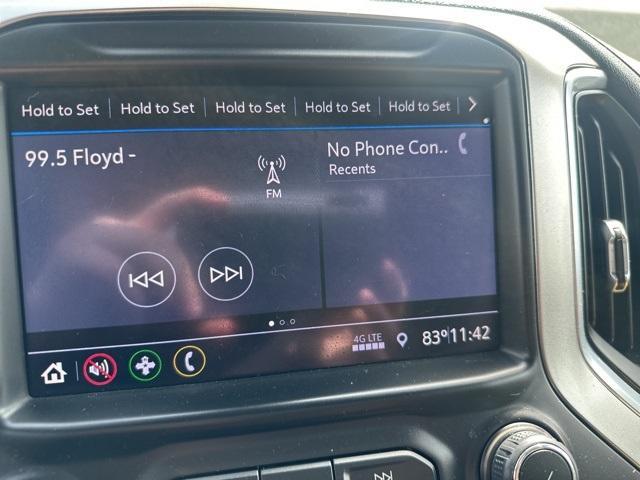 Hold to Set Hold to Set Hold to Set Hold to Set Hold to Set
99.5 Floyd -
FM
No Phone Con..
Recents
4G LTE
83° 11:42